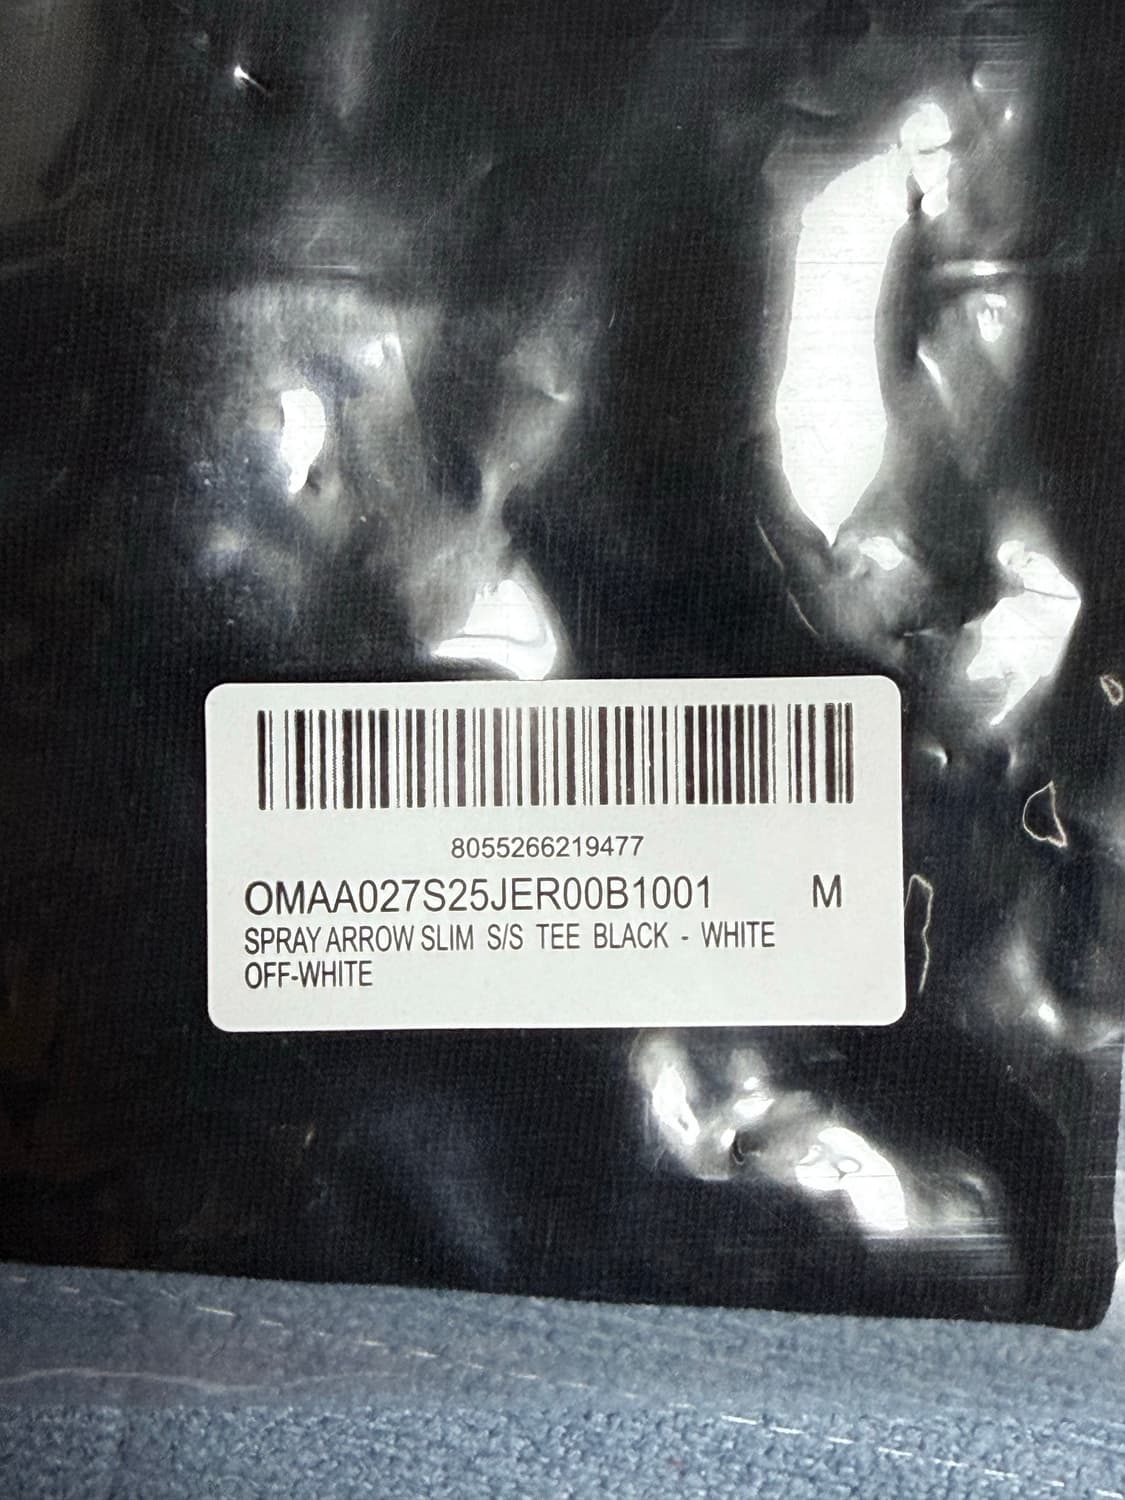 8055266219477
OMAA027S25JER00B1001 M
SPRAY ARROW SLIM S/S TEE BLACK - WHITE
OFF-WHITE